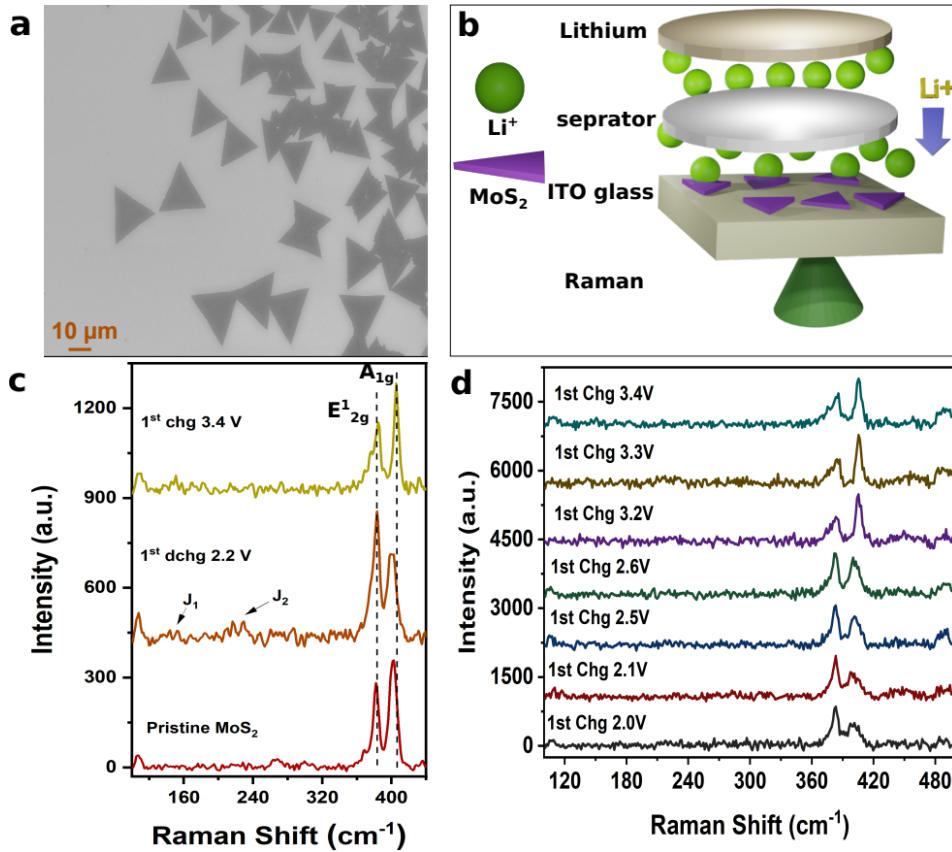 a
10 µm
b
Lithium
Li⁺
Li+
seprator
MoS₂
ITO glass
Raman
c
A₁g
E¹₂g
1ˢᵗ chg 3.4 V
1ˢᵗ dchg 2.2 V
J₁
J₂
Pristine MoS₂
1200
900
600
300
0
160
240
320
400
Intensity (a.u.)
Raman Shift (cm⁻¹)
d
1st Chg 3.4V
1st Chg 3.3V
1st Chg 3.2V
1st Chg 2.6V
1st Chg 2.5V
1st Chg 2.1V
1st Chg 2.0V
7500
6000
4500
3000
1500
0
120
180
240
300
360
420
480
Intensity (a.u.)
Raman Shift (cm⁻¹)